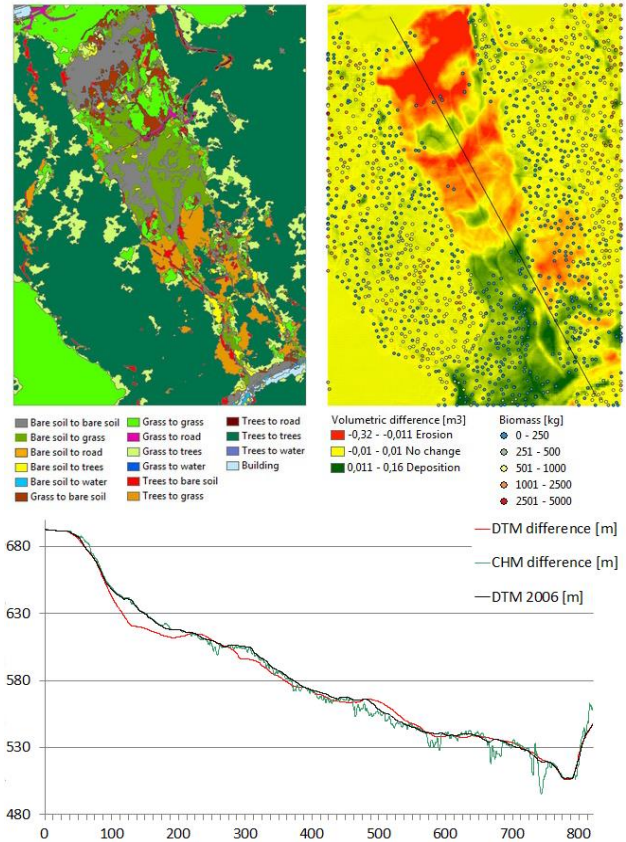 Bare soil to bare soil
Bare soil to grass
Bare soil to road
Bare soil to trees
Bare soil to water
Grass to bare soil
Grass to grass
Grass to road
Grass to trees
Grass to water
Trees to bare soil
Trees to grass
Trees to road
Trees to trees
Trees to water
Building
Volumetric difference [m3]
-0,32 - -0,011 Erosion
-0,01 - 0,01 No change
0,011 - 0,16 Deposition
Biomass [kg]
0 - 250
251 - 500
501 - 1000
1001 - 2500
2501 - 5000
DTM difference [m]
CHM difference [m]
DTM 2006 [m]
680
630
580
530
480
0 100 200 300 400 500 600 700 800